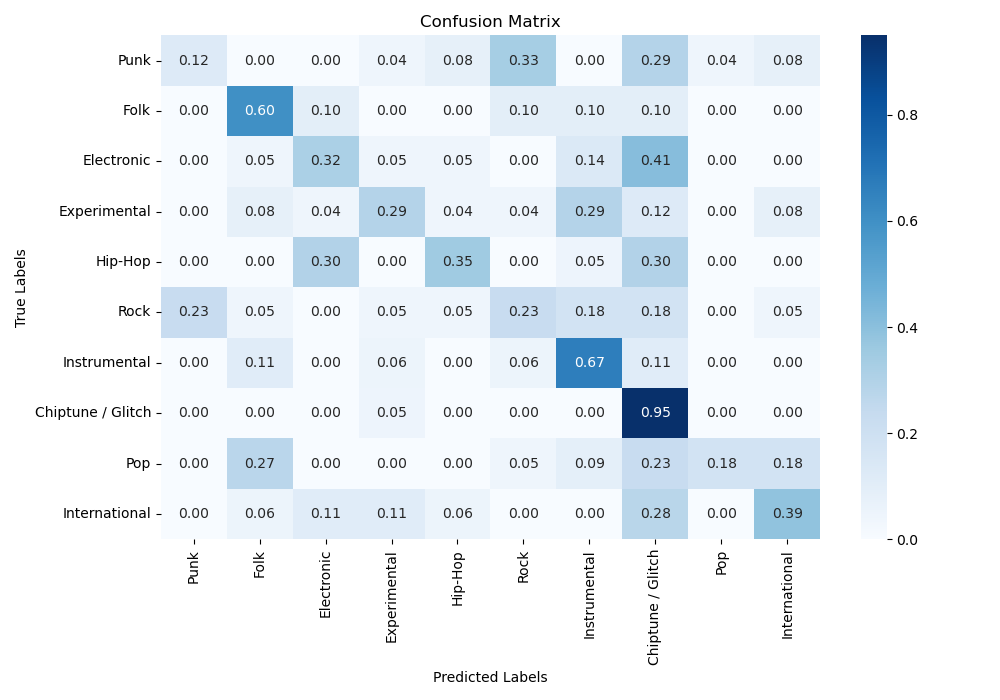 Confusion Matrix
Punk 0.12 0.00 0.00 0.04 0.08 0.33 0.00 0.29 0.04 0.08
Folk 0.00 0.60 0.10 0.00 0.00 0.10 0.10 0.10 0.00 0.00
Electronic 0.00 0.05 0.32 0.05 0.05 0.00 0.14 0.41 0.00 0.00
Experimental 0.00 0.08 0.04 0.29 0.04 0.04 0.29 0.12 0.00 0.08
Hip-Hop 0.00 0.00 0.30 0.00 0.35 0.00 0.05 0.30 0.00 0.00
Rock 0.23 0.05 0.00 0.05 0.05 0.23 0.18 0.18 0.00 0.05
Instrumental 0.00 0.11 0.00 0.06 0.00 0.06 0.67 0.11 0.00 0.00
Chiptune / Glitch 0.00 0.00 0.00 0.05 0.00 0.00 0.00 0.95 0.00 0.00
Pop 0.00 0.27 0.00 0.00 0.00 0.05 0.09 0.23 0.18 0.18
International 0.00 0.06 0.11 0.11 0.06 0.00 0.00 0.28 0.00 0.39
True Labels
Punk
Folk
Electronic
Experimental
Hip-Hop
Rock
Instrumental
Chiptune / Glitch
Pop
International
Predicted Labels
0.8
0.6
0.4
0.2
0.0